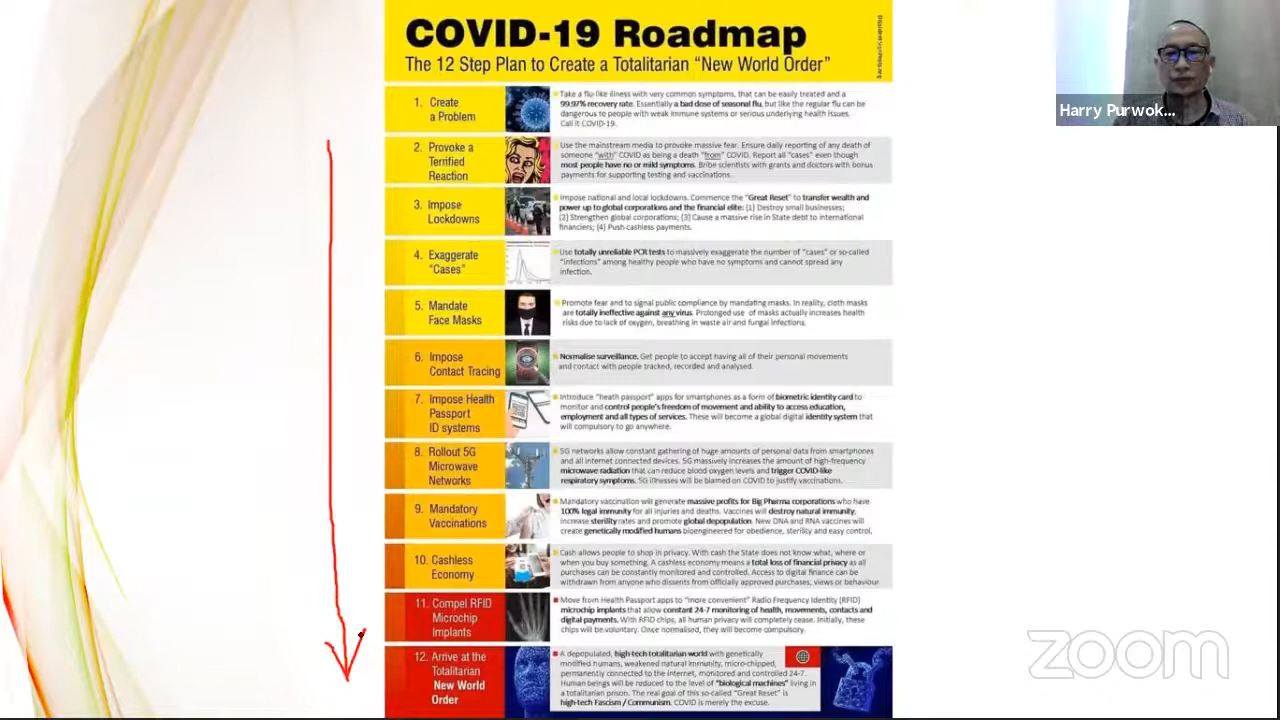 COVID-19 Roadmap
The 12 Step Plan to Create a Totalitarian “New World Order”
1. Create
a Problem
Take a flu-like illness with very common symptoms, that can be easily treated and a
99.97% recovery rate. Essentially a bad dose of seasonal flu, but like the regular flu can be
dangerous to people with weak immune systems or serious underlying health issues.
Call it COVID-19.
2. Provoke a
Terrified
Reaction
Use the mainstream media to provoke massive fear. Ensure daily reporting of any death of
someone “with” COVID as being a death “from” COVID. Report all “cases” even though
most people have no or mild symptoms. Bribe scientists with grants and doctors with bonus
payments for supporting testing and vaccinations.
3. Impose
Lockdowns
Impose national and local lockdowns. Commence the “Great Reset” to transfer wealth and
power up to global corporations and the financial elite: (1) Destroy small businesses;
(2) Strengthen global corporations; (3) Cause a massive rise in State debt to international
financiers; (4) Push cashless payments.
4. Exaggerate
“Cases”
Use totally unreliable PCR tests to massively exaggerate the number of “cases” or so-called
“infections” among healthy people who have no symptoms and cannot spread any
infection.
5. Mandate
Face Masks
Promote fear and to signal public compliance by mandating masks. In reality, cloth masks
are totally ineffective against any virus. Prolonged use of masks actually increases health
risks due to lack of oxygen, breathing in waste air and fungal infections.
6. Impose
Contact Tracing
Normalise surveillance. Get people to accept having all of their personal movements
and contact with people tracked, recorded and analysed.
7. Impose Health
Passport
ID systems
Introduce “heath passport” apps for smartphones as a form of biometric identity card to
monitor and control people's freedom of movement and ability to access education,
employment and all types of services. These will become a global digital identity system that
will compulsory to go anywhere.
8. Rollout 5G
Microwave
Networks
5G networks allow constant gathering of huge amounts of personal data from smartphones
and all internet connected devices. 5G massively increases the amount of high-frequency
microwave radiation that can reduce blood oxygen levels and trigger COVID-like
respiratory symptoms. 5G illnesses will be blamed on COVID to justify vaccinations.
9. Mandatory
Vaccinations
Mandatory vaccination will generate massive profits for Big Pharma corporations who have
100% legal immunity for all injuries and deaths. Vaccines will destroy natural immunity,
increase sterility rates and promote global depopulation. New DNA and RNA vaccines will
create genetically modified humans bioengineered for obedience, sterility and easy control.
10. Cashless
Economy
Cash allows people to shop in privacy. With cash the State does not know what, where or
when you buy something. A cashless economy means a total loss of financial privacy as all
purchases can be constantly monitored and controlled. Access to digital finance can be
withdrawn from anyone who dissents from officially approved purchases, views or behaviour
11. Compel RFID
Microchip
Implants
Move from Health Passport apps to “more convenient” Radio Frequency Identity (RFID)
microchip implants that allow constant 24-7 monitoring of health, movements, contacts and
digital payments. With RFID chips, all human privacy will completely cease. Initially, these
chips will be voluntary. Once normalised, they will become compulsory.
12. Arrive at the
Totalitarian
New World
Order
A depopulated, high-tech totalitarian world with genetically
modified humans, weakened natural immunity, micro-chipped,
permanently connected to the internet, monitored and controlled 24-7.
Human beings will be reduced to the level of “biological machines” living in
a totalitarian prison. The real goal of this so-called “Great Reset” is
high-tech Fascism / Communism. COVID is merely the excuse.
Harry Purwok...
zoom